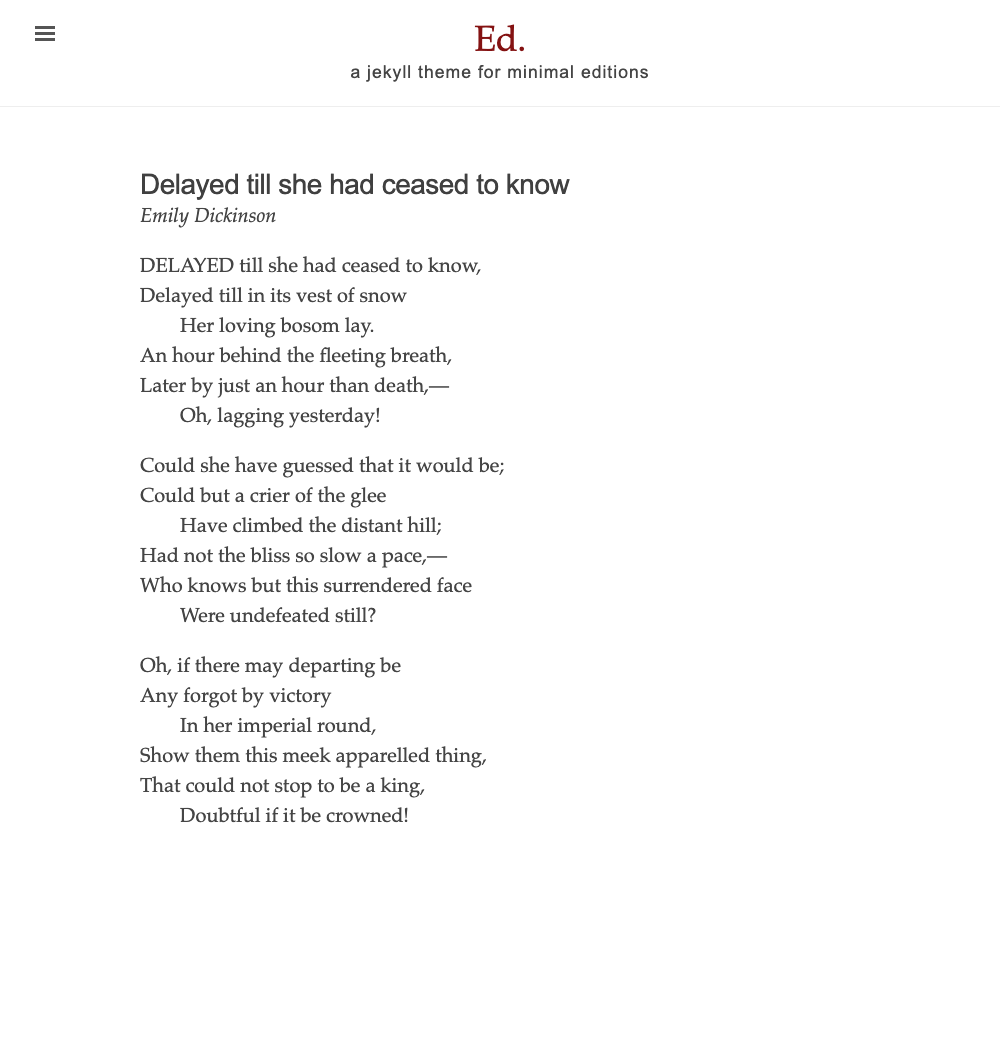 Ed.
a jekyll theme for minimal editions
Delayed till she had ceased to know
Emily Dickinson
DELAYED till she had ceased to know,
Delayed till in its vest of snow
Her loving bosom lay.
An hour behind the fleeting breath,
Later by just an hour than death,—
Oh, lagging yesterday!
Could she have guessed that it would be;
Could but a crier of the glee
Have climbed the distant hill;
Had not the bliss so slow a pace,—
Who knows but this surrendered face
Were undefeated still?
Oh, if there may departing be
Any forgot by victory
In her imperial round,
Show them this meek apparelled thing,
That could not stop to be a king,
Doubtful if it be crowned!